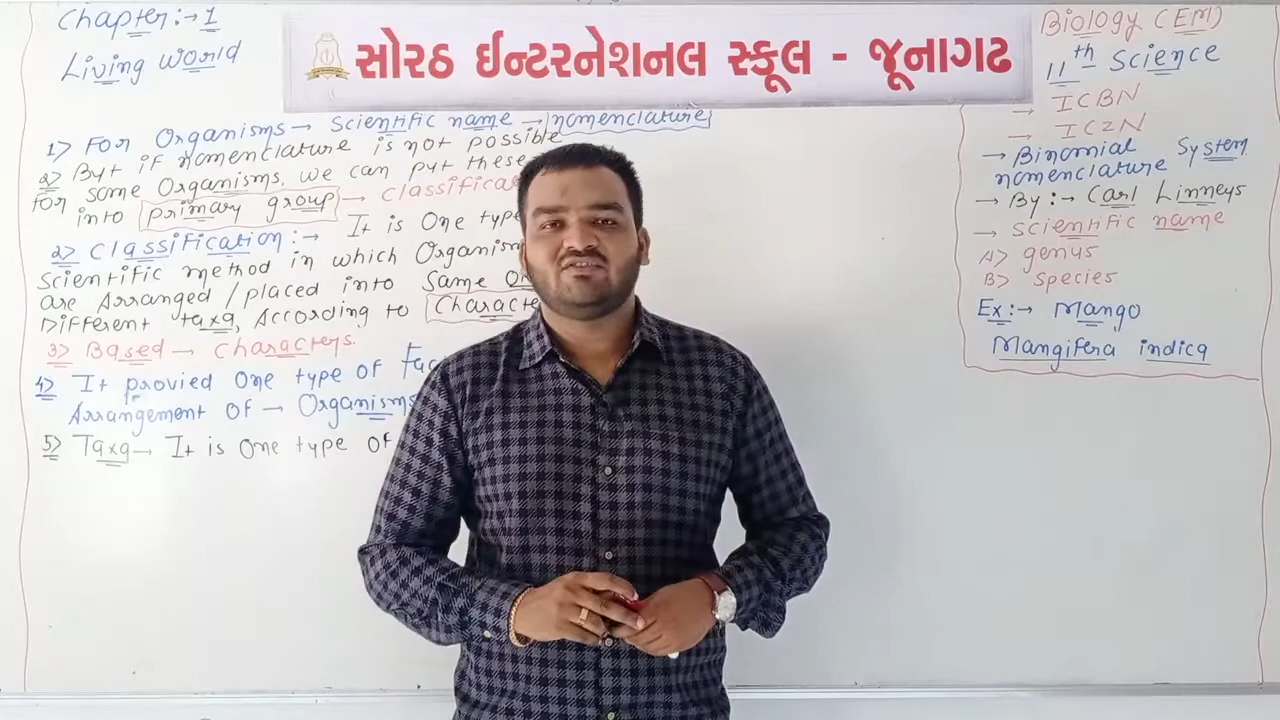 Chapter:→ 1
Living world
સોરઠ ઈન્ટરનેશનલ સ્કૂલ - જૂનાગઢ
1> For Organisms → Scientific name → nomenclature
2> But if nomenclature is not possible
for some Organisms, we can put these
into primary group → Classifica
2> Classification:→ It is One type
Scientific method in which Organism
are Arranged / placed into Same Or
Different taxa, According to Characte
3> Based → Characters.
4> It provied One type of Fac
Arrangement OF → Organisms
5> Taxa → It is One type of
Biology (EM)
11th Science
→ ICBN
→ ICZN
→ Binomial System
nomenclature
→ By:→ Carl Linneys
→ Scientific name
A> genus
B> Species
Ex:→ Mango
Mangifera indica